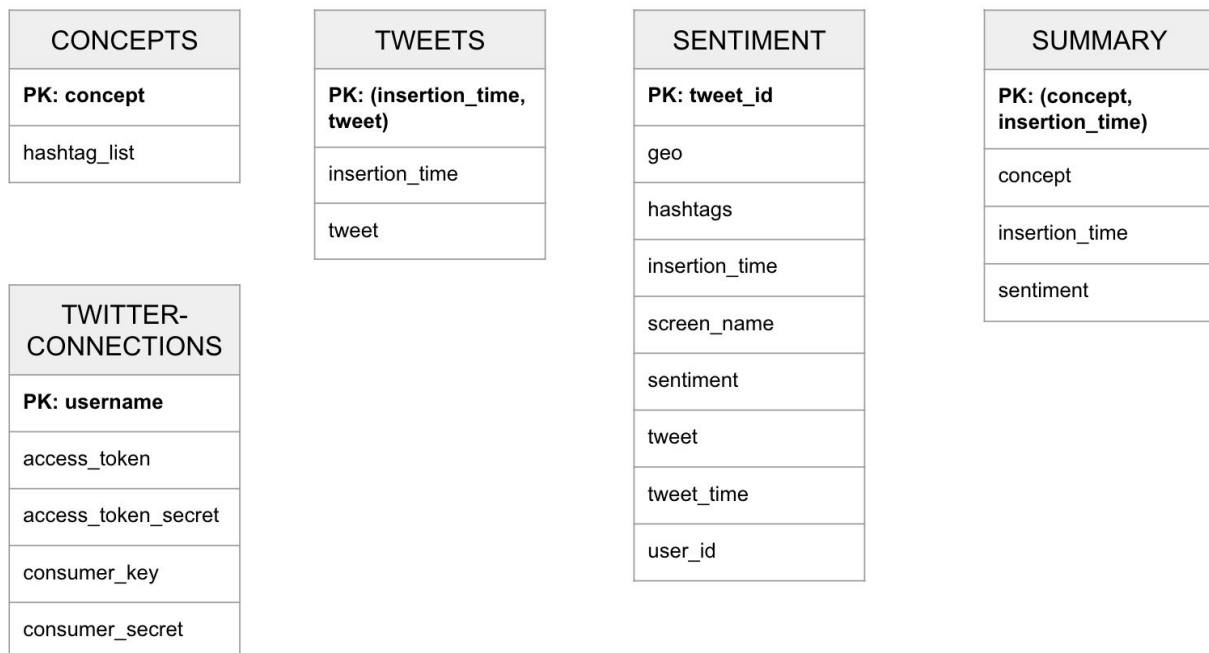 CONCEPTS
PK: concept
hashtag_list
TWITTER-
CONNECTIONS
PK: username
access_token
access_token_secret
consumer_key
consumer_secret
TWEETS
PK: (insertion_time,
tweet)
insertion_time
tweet
SENTIMENT
PK: tweet_id
geo
hashtags
insertion_time
screen_name
sentiment
tweet
tweet_time
user_id
SUMMARY
PK: (concept,
insertion_time)
concept
insertion_time
sentiment